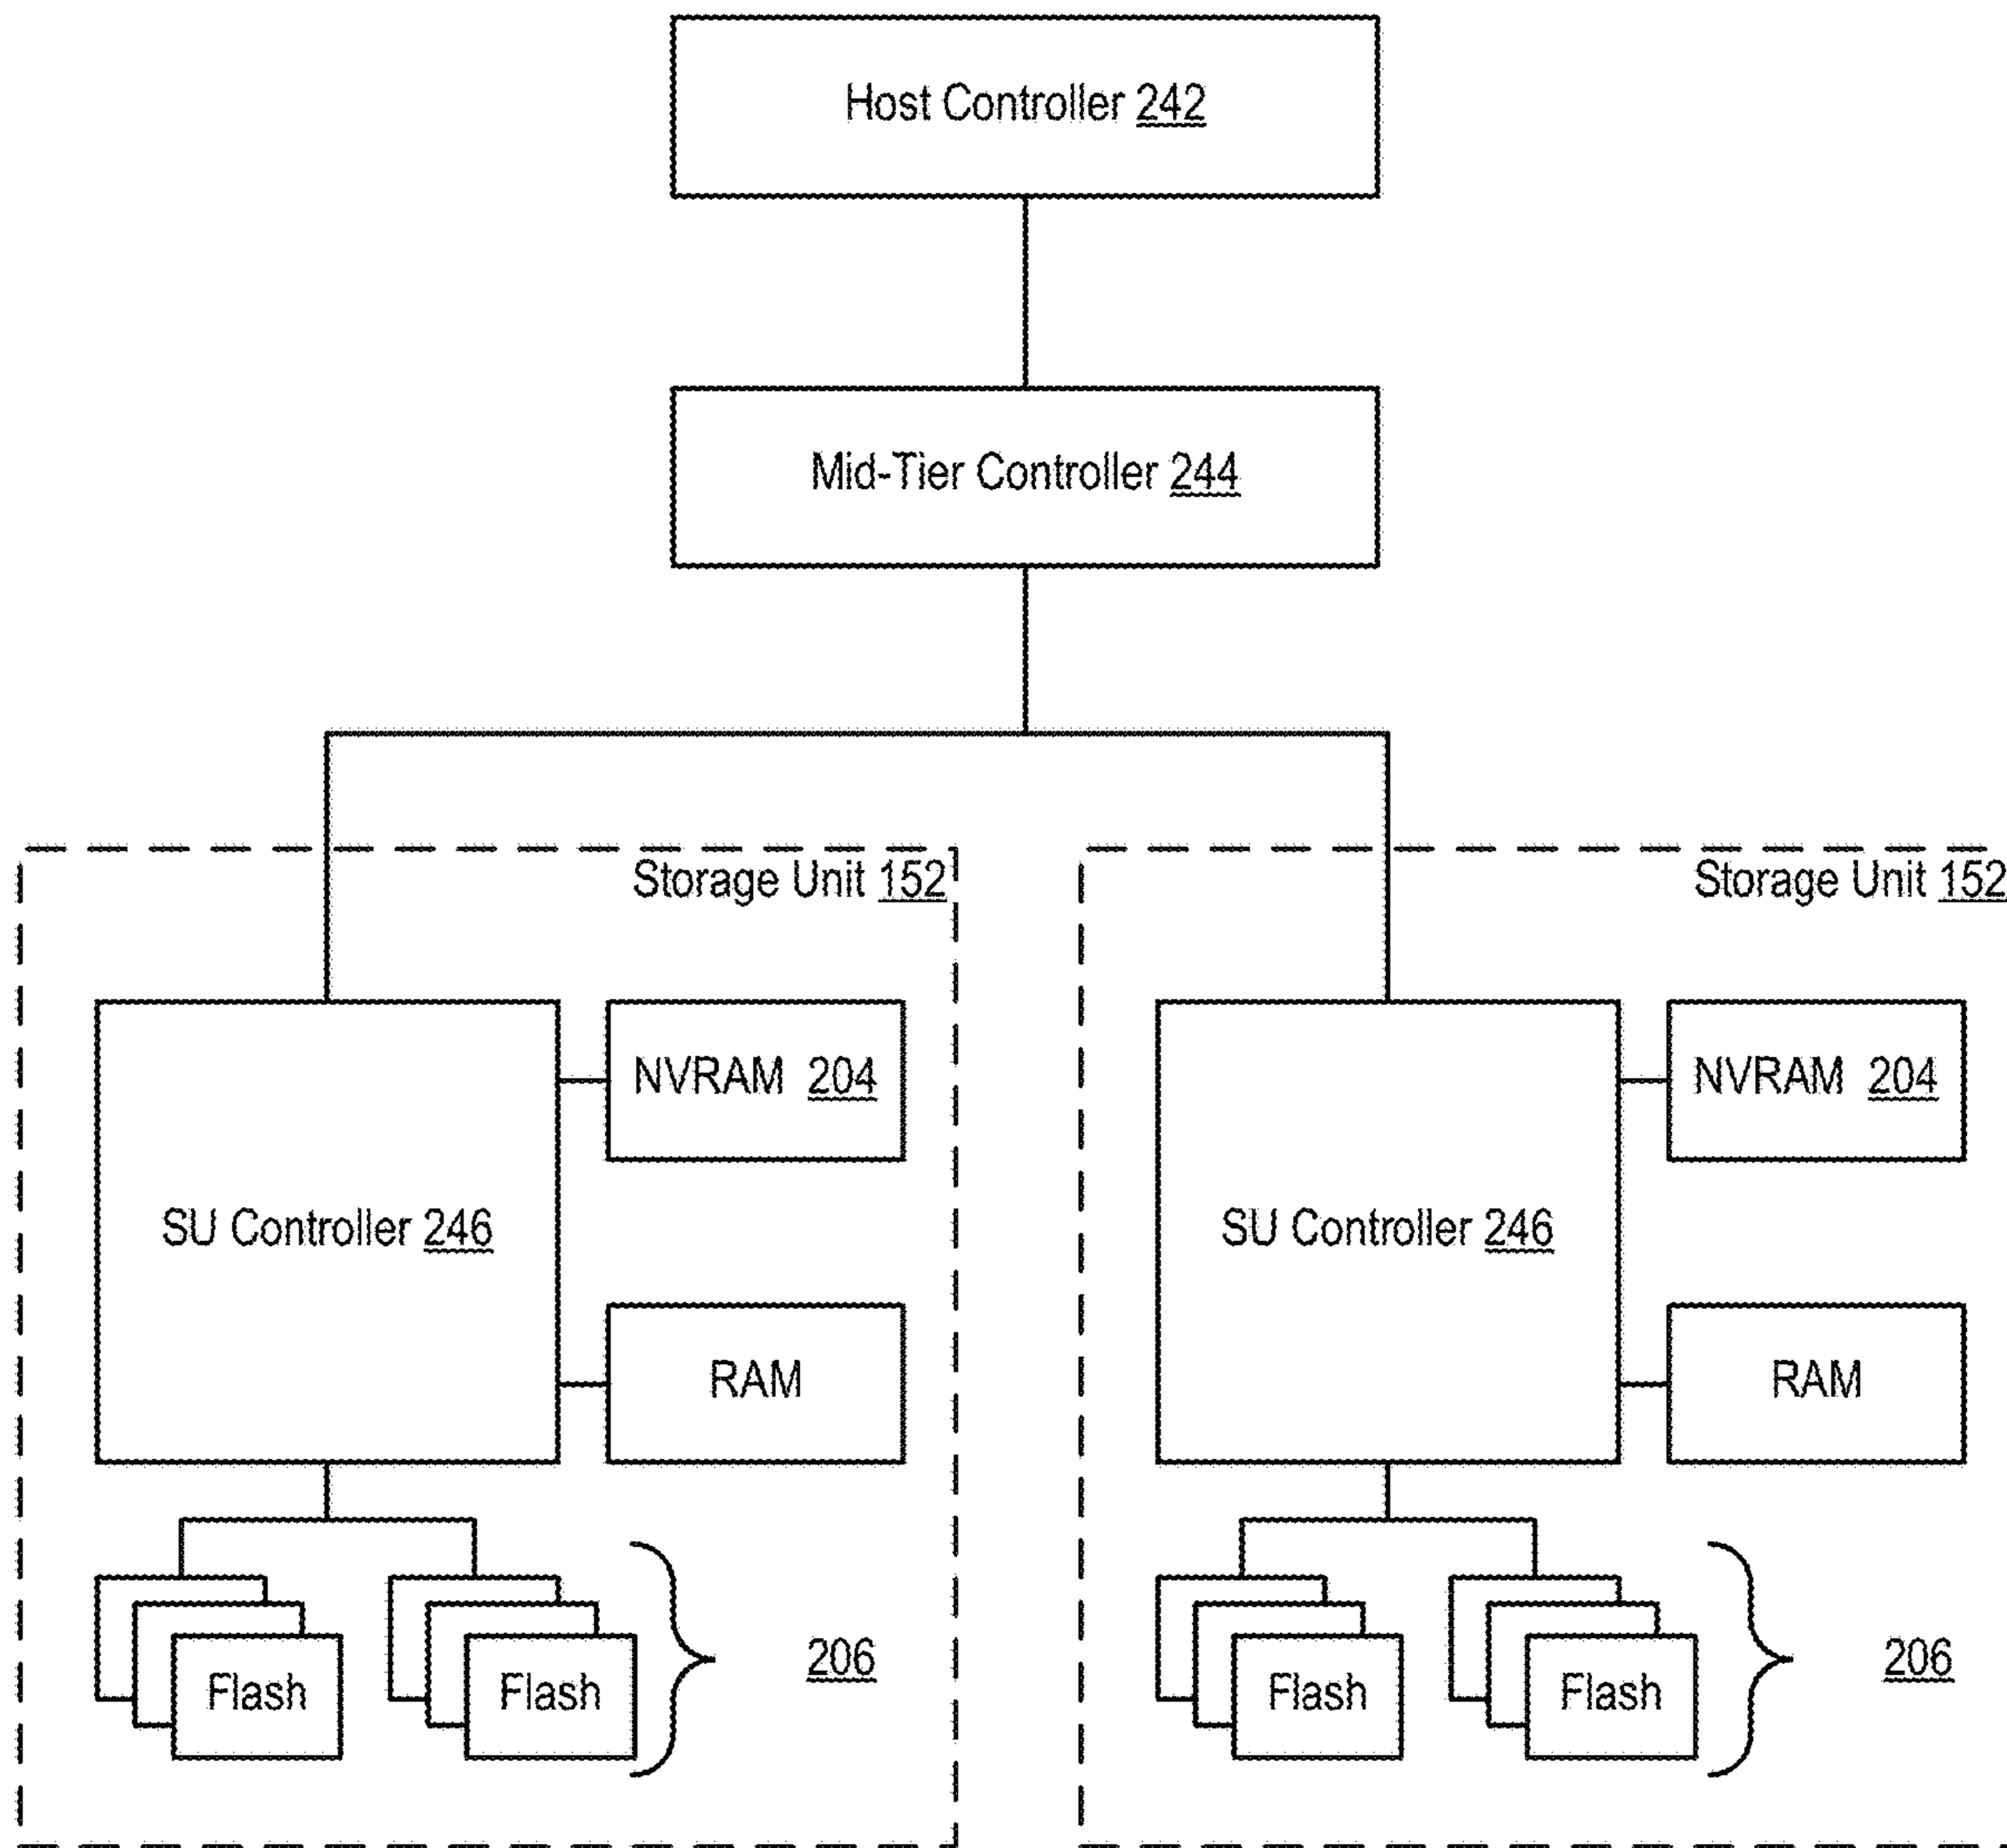 Host Controller 242
Mid-Tier Controller 244
Storage Unit 152
SU Controller 246
NVRAM 204
RAM
Flash
Flash
206
Storage Unit 152
SU Controller 246
NVRAM 204
RAM
Flash
Flash
206